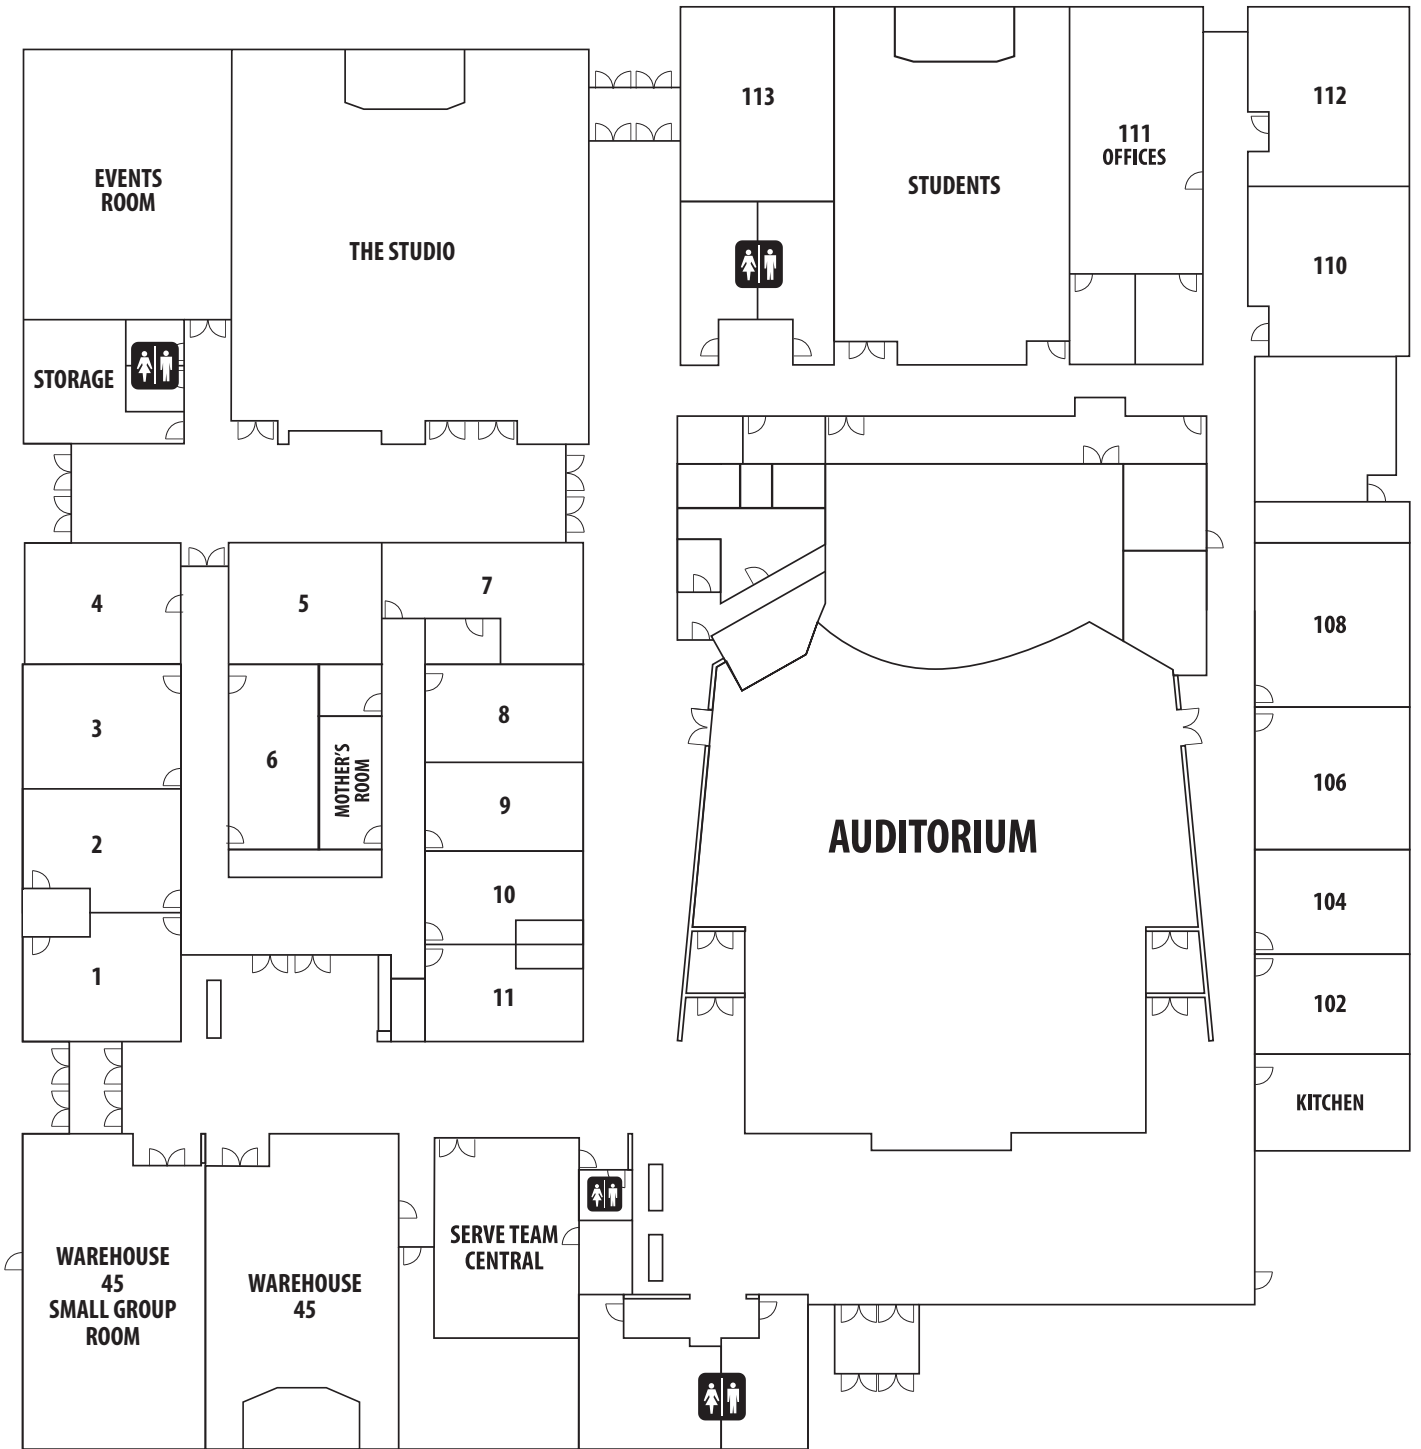 113
112
111
OFFICES
EVENTS
ROOM
STUDENTS
THE STUDIO
110
STORAGE
4
5
7
108
3
8
6
MOTHER'S
ROOM
9
106
2
AUDITORIUM
10
104
1
11
102
KITCHEN
SERVE TEAM
CENTRAL
WAREHOUSE
45
SMALL GROUP
ROOM
WAREHOUSE
45